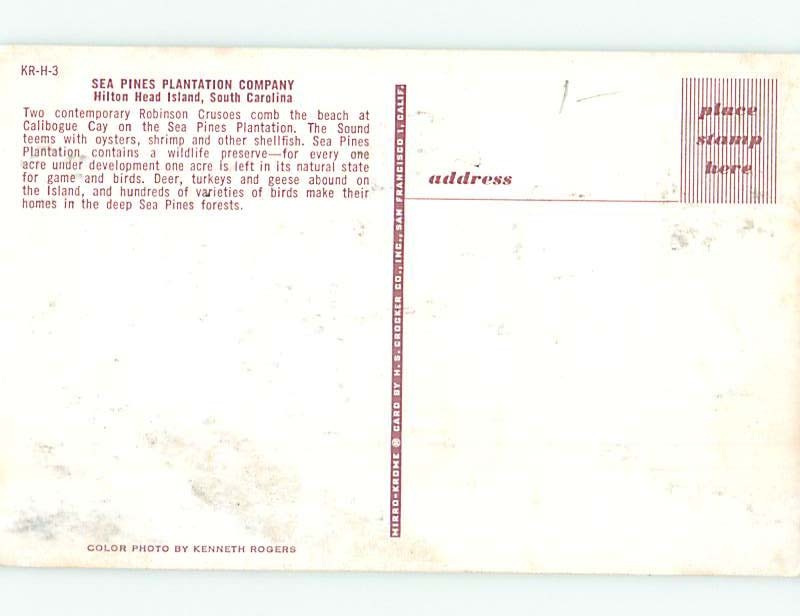 KR-H-3
SEA PINES PLANTATION COMPANY
Hilton Head Island, South Carolina
Two contemporary Robinson Crusoes comb the beach at
Calibogue Cay on the Sea Pines Plantation. The Sound
teems with oysters, shrimp and other shellfish. Sea Pines
Plantation contains a wildlife preserve—for every one
acre under development one acre is left in its natural state
for game and birds. Deer, turkeys and geese abound on
the Island, and hundreds of varieties of birds make their
homes in the deep Sea Pines forests.
COLOR PHOTO BY KENNETH ROGERS
MIRRO-KROME ® CARD BY H. S. CROCKER CO., INC., SAN FRANCISCO 1, CALIF.
1 —
address
place
stamp
here